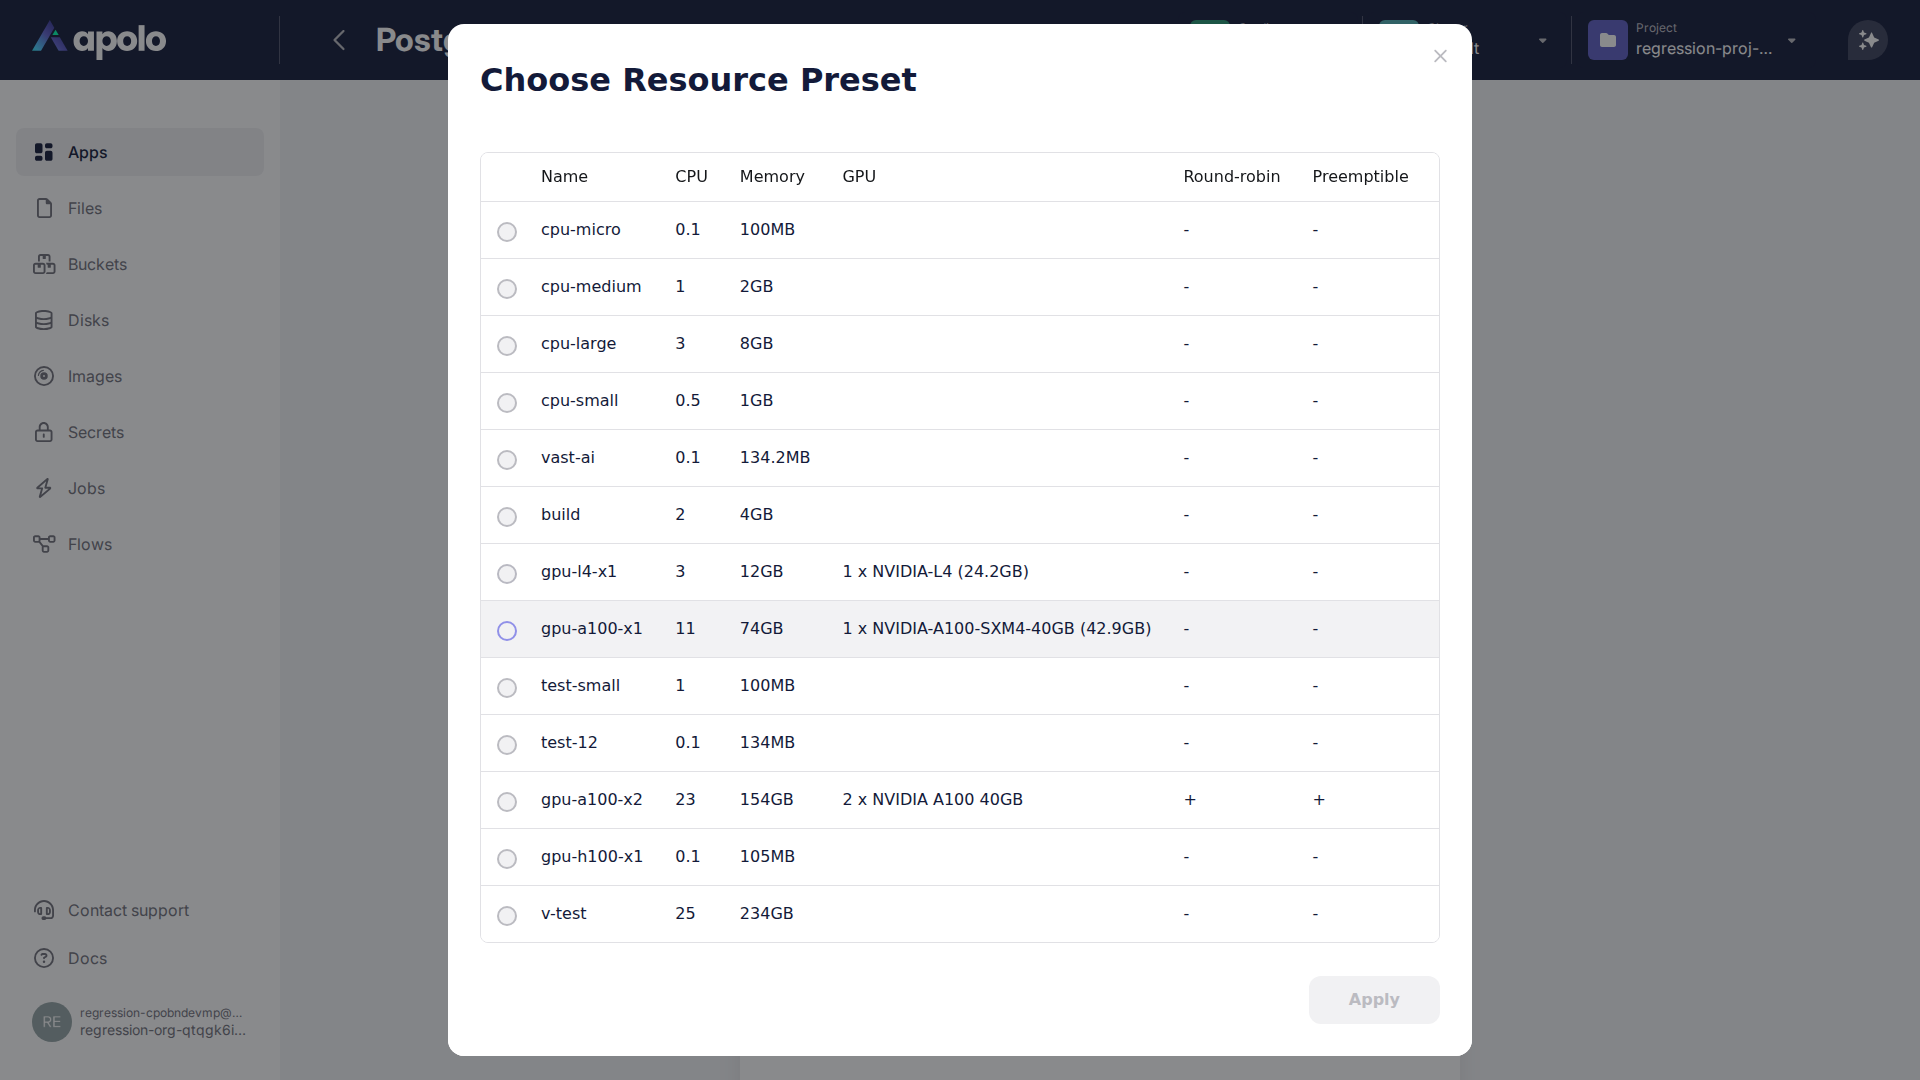 apolo
Project
regression-proj-...
Choose Resource Preset
Apps
Files
Buckets
Disks
Images
Secrets
Jobs
Flows
Name CPU Memory GPU Round-robin Preemptible
cpu-micro 0.1 100MB - -
cpu-medium 1 2GB - -
cpu-large 3 8GB - -
cpu-small 0.5 1GB - -
vast-ai 0.1 134.2MB - -
build 2 4GB - -
gpu-l4-x1 3 12GB 1 x NVIDIA-L4 (24.2GB) - -
gpu-a100-x1 11 74GB 1 x NVIDIA-A100-SXM4-40GB (42.9GB) - -
test-small 1 100MB - -
test-12 0.1 134MB - -
gpu-a100-x2 23 154GB 2 x NVIDIA A100 40GB + +
gpu-h100-x1 0.1 105MB - -
v-test 25 234GB - -
Apply
Contact support
Docs
RE
regression-cpobndevmp@...
regression-org-qtqgk6i...